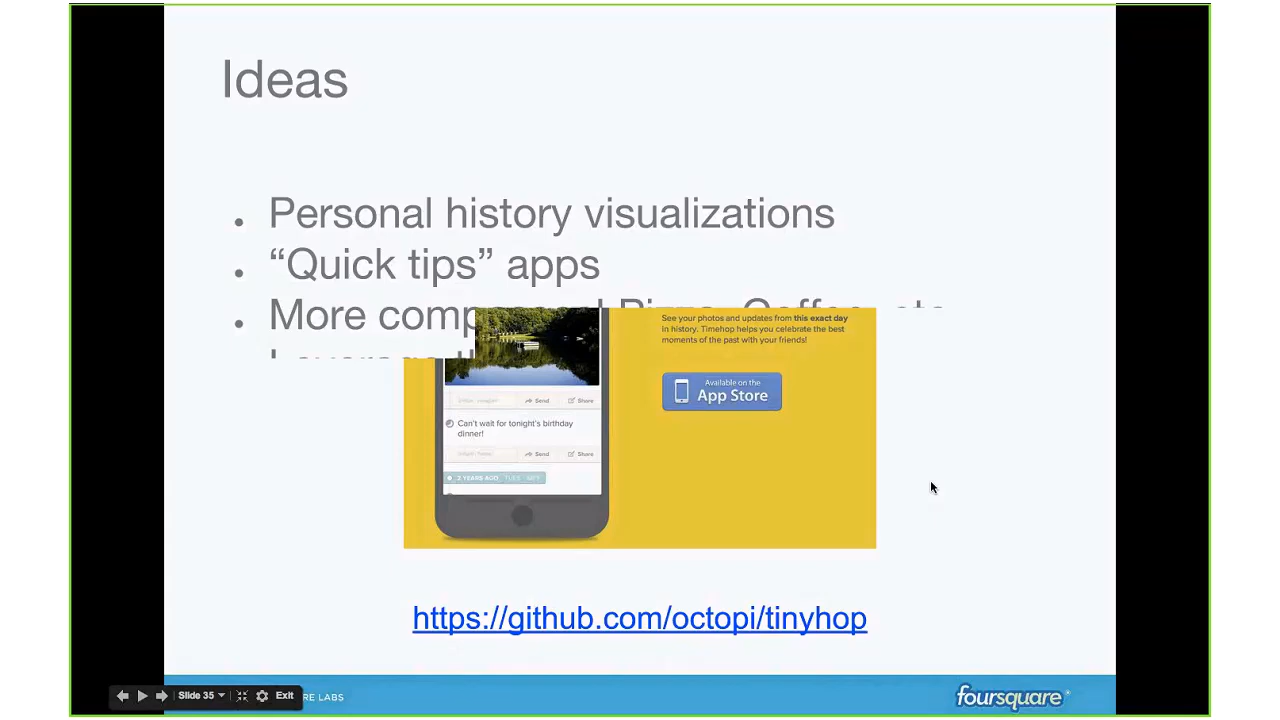 Ideas
Personal history visualizations
“Quick tips” apps
More
See your photos and updates from this exact day
in history. Timehop helps you celebrate the best
moments of the past with your friends!
Available on the
App Store
Send Share
Can't wait for tonight's birthday
dinner!
Send Share
2 YEARS AGO
https://github.com/octopi/tinyhop
Slide 35 Exit
RE LABS
foursquare